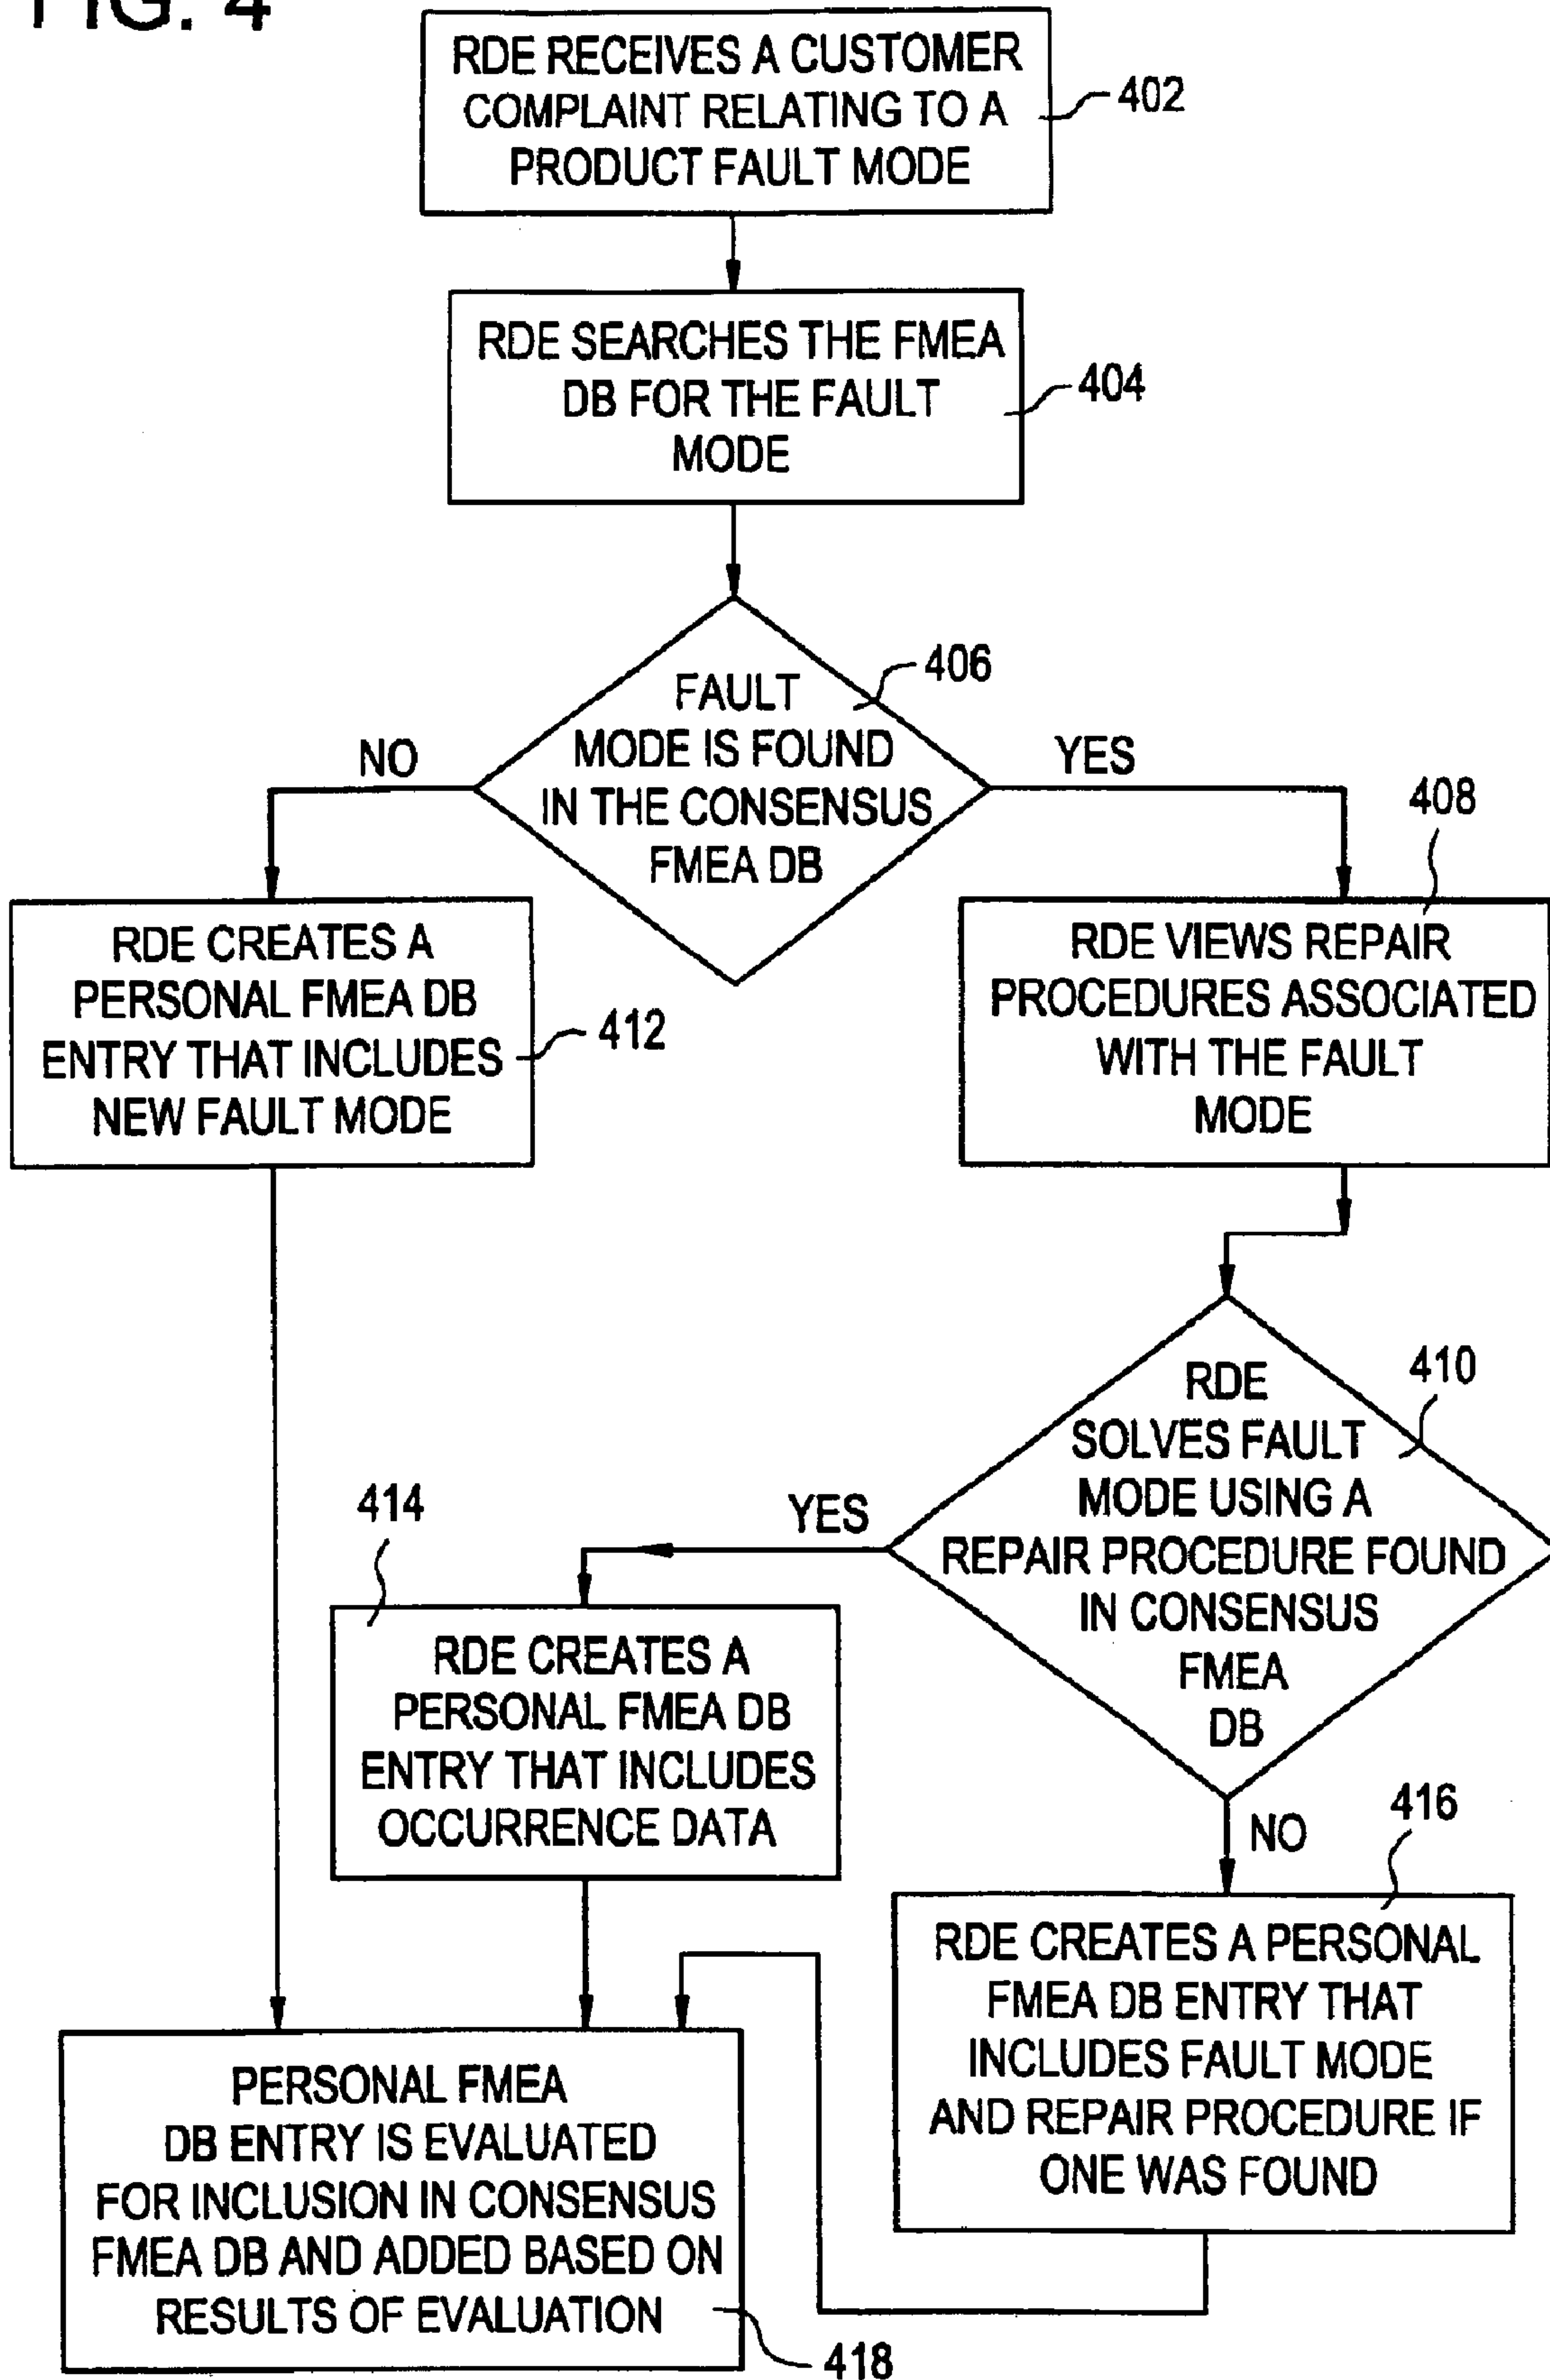 FIG. 4
RDE RECEIVES A CUSTOMER
COMPLAINT RELATING TO A
PRODUCT FAULT MODE
402
RDE SEARCHES THE FMEA
DB FOR THE FAULT
MODE
404
FAULT
MODE IS FOUND
IN THE CONSENSUS
FMEA DB
406
NO
YES
408
RDE CREATES A
PERSONAL FMEA DB
ENTRY THAT INCLUDES
NEW FAULT MODE
412
RDE VIEWS REPAIR
PROCEDURES ASSOCIATED
WITH THE FAULT
MODE
RDE
SOLVES FAULT
MODE USING A
REPAIR PROCEDURE FOUND
IN CONSENSUS
FMEA
DB
410
YES
414
RDE CREATES A
PERSONAL FMEA DB
ENTRY THAT INCLUDES
OCCURRENCE DATA
NO
416
RDE CREATES A PERSONAL
FMEA DB ENTRY THAT
INCLUDES FAULT MODE
AND REPAIR PROCEDURE IF
ONE WAS FOUND
PERSONAL FMEA
DB ENTRY IS EVALUATED
FOR INCLUSION IN CONSENSUS
FMEA DB AND ADDED BASED ON
RESULTS OF EVALUATION
418